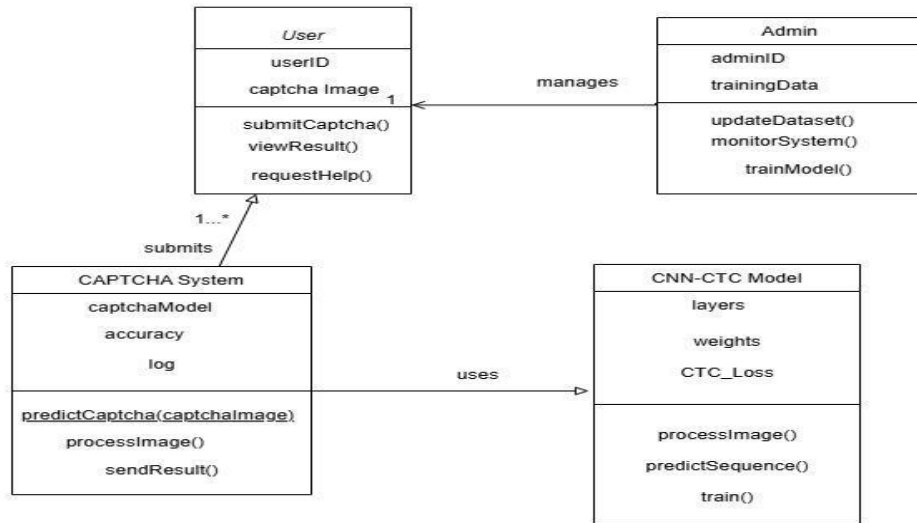 User
userID
captcha Image
1
submitCaptcha()
viewResult()
requestHelp()
manages
Admin
adminID
trainingData
updateDataset()
monitorSystem()
trainModel()
1...*
submits
CAPTCHA System
captchaModel
accuracy
log
predictCaptcha(captchaImage)
processImage()
sendResult()
uses
CNN-CTC Model
layers
weights
CTC_Loss
processImage()
predictSequence()
train()